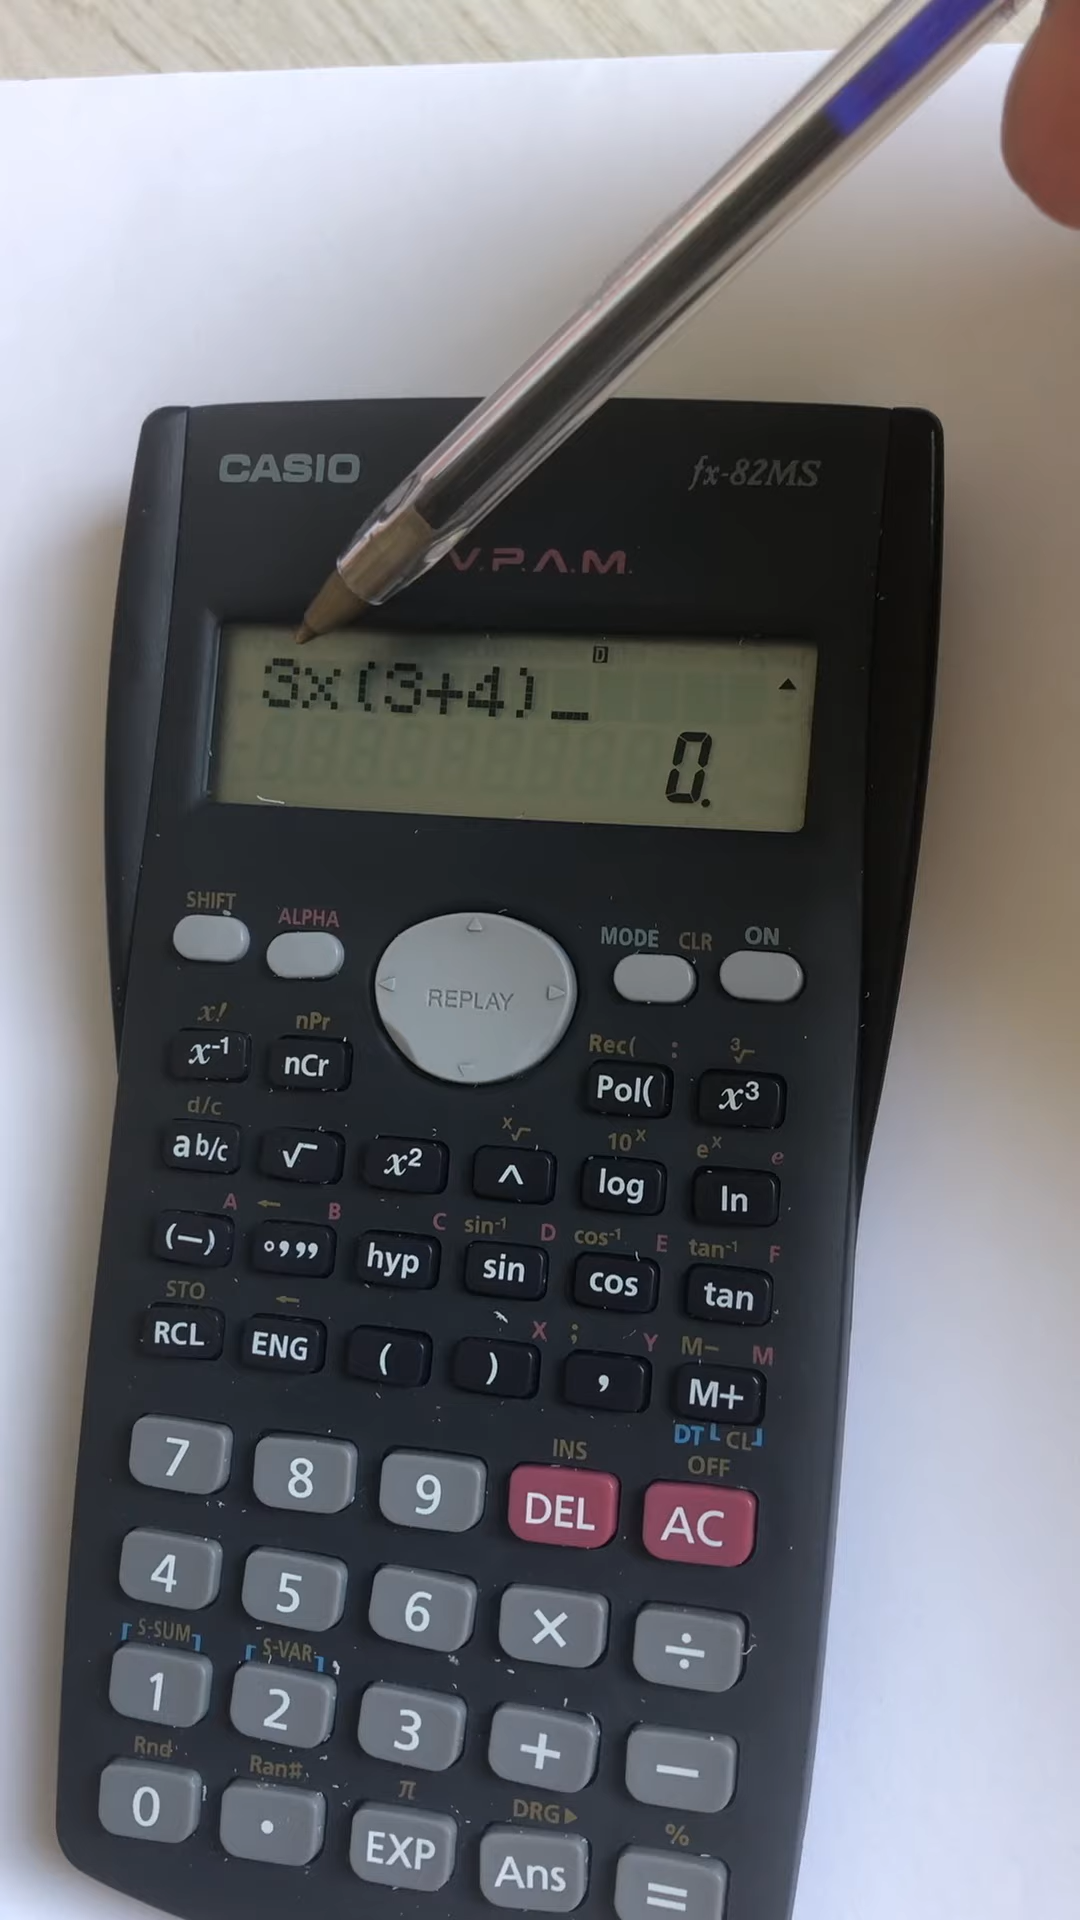 CASIO fx-82MS
V.P.A.M.
D
3x(3+4)_
0.
SHIFT ALPHA MODE CLR ON
REPLAY
x! nPr Rec( : ³√
x⁻¹ nCr Pol( x³
d/c ˣ√ 10ˣ eˣ e
a b/c √ x² ^ log ln
A ← B C sin⁻¹ D cos⁻¹ E tan⁻¹ F
(−) °,,, hyp sin cos tan
STO ← X ; Y M− M
RCL ENG ( ) , M+
DT CL
INS OFF
7 8 9 DEL AC
4 5 6 × ÷
S-SUM S-VAR
1 2 3 + −
Rnd Ran# π DRG▶ %
0 . EXP Ans =